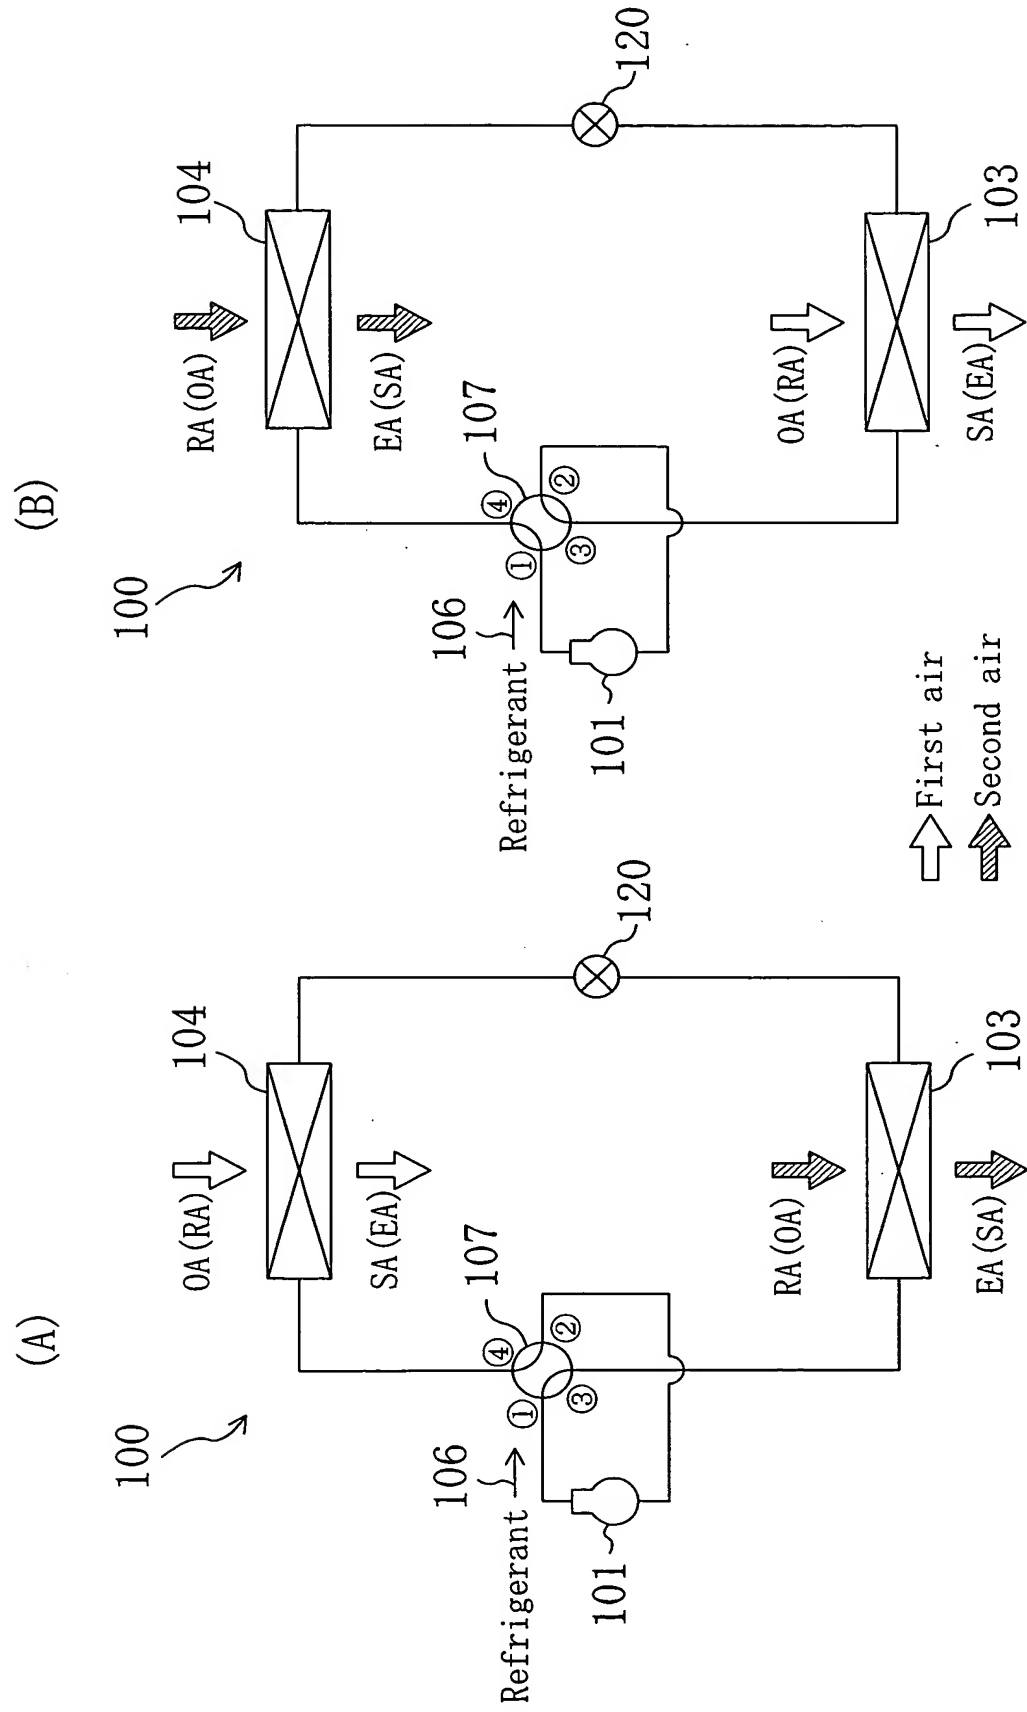 (A)
100
104
OA(RA)
SA(EA)
107
④
②
①
③
106
Refrigerant
101
120
RA(OA)
EA(SA)
103
(B)
100
104
RA(OA)
EA(SA)
107
④
②
①
③
106
Refrigerant
101
120
OA(RA)
SA(EA)
103
First air
Second air